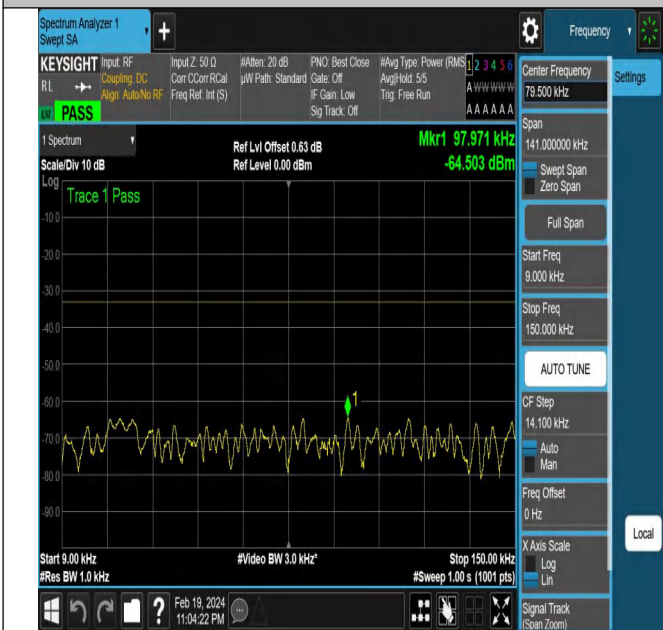 Spectrum Analyzer 1
Swept SA
+
Frequency
KEYSIGHT
Input: RF
Coupling: DC
Align: Auto/No RF
Input Z: 50 Ω
Corr CCorr RCal
Freq Ref: Int (S)
#Atten: 20 dB
µW Path: Standard
PNO: Best Close
Gate: Off
IF Gain: Low
Sig Track: Off
#Avg Type: Power (RMS
Avg|Hold: 5/5
Trig: Free Run
1 2 3 4 5 6
A W W W W W
A A A A A A
R L
LXI
PASS
1 Spectrum
Scale/Div 10 dB
Log
Ref Lvl Offset 0.63 dB
Ref Level 0.00 dBm
Mkr1 97.971 kHz
-64.503 dBm
Trace 1 Pass
-10.0
-20.0
-30.0
-40.0
-50.0
-60.0
-70.0
-80.0
-90.0
1
Start 9.00 kHz
#Res BW 1.0 kHz
#Video BW 3.0 kHz*
Stop 150.00 kHz
#Sweep 1.00 s (1001 pts)
?
Feb 19, 2024
11:04:22 PM
Center Frequency
79.500 kHz
Settings
Span
141.000000 kHz
Swept Span
Zero Span
Full Span
Start Freq
9.000 kHz
Stop Freq
150.000 kHz
AUTO TUNE
CF Step
14.100 kHz
Auto
Man
Freq Offset
0 Hz
X Axis Scale
Log
Lin
Local
Signal Track
(Span Zoom)